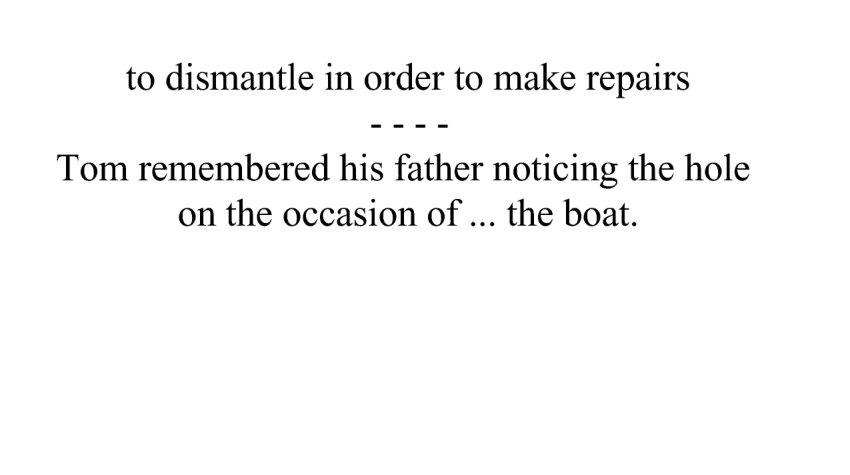 to dismantle in order to make repairs
- - - -
Tom remembered his father noticing the hole
on the occasion of ... the boat.